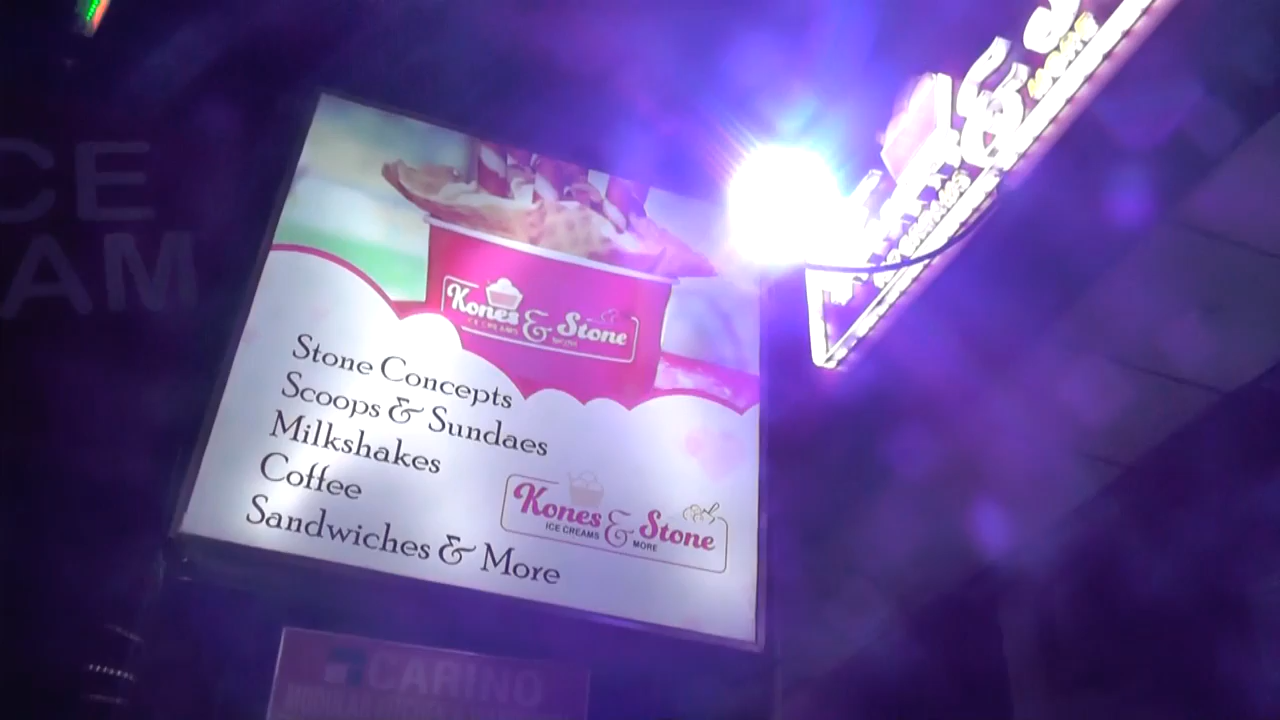 CE
AM
Kones & Stone
ICE CREAMS
Stone Concepts
Scoops & Sundaes
Milkshakes
Coffee
Sandwiches & More
Kones & Stone
ICE CREAMS MORE
CARINO